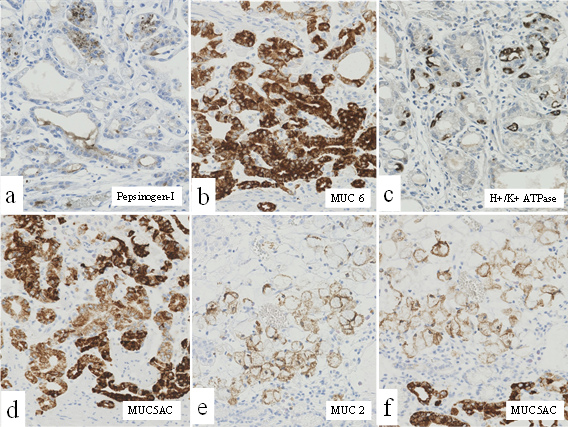 a
Pepsinogen-I
b
MUC 6
c
H+/K+ ATPase
d
MUC5AC
e
MUC 2
f
MUC5AC